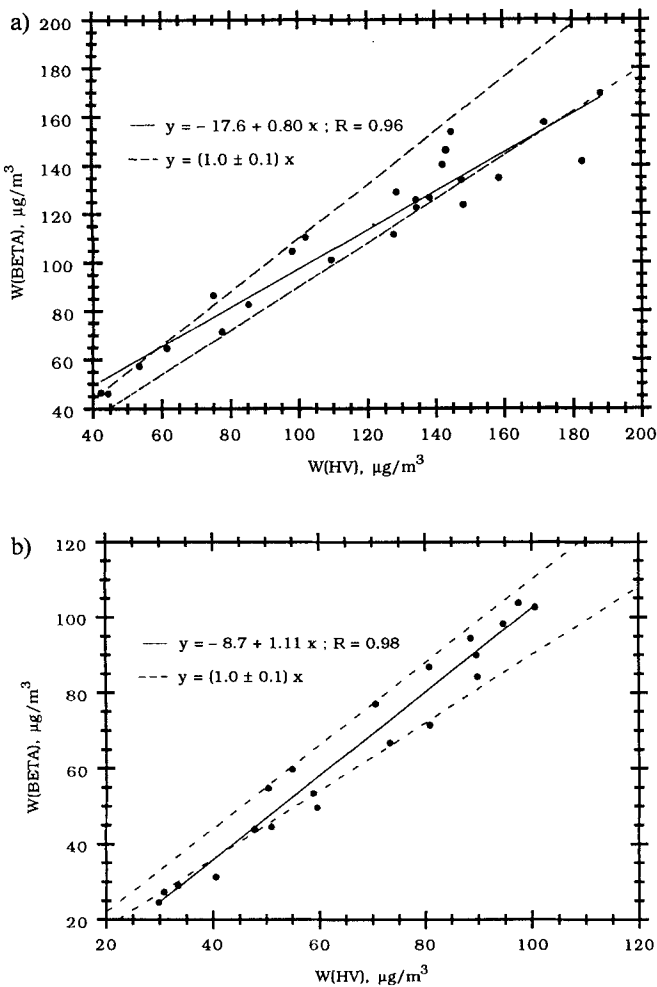 a)
200
180
160
140
120
100
80
60
40
W(BETA), µg/m³
y = - 17.6 + 0.80 x ; R = 0.96
y = (1.0 ± 0.1) x
40 60 80 100 120 140 160 180 200
W(HV), µg/m³
b)
120
100
80
60
40
20
W(BETA), µg/m³
y = - 8.7 + 1.11 x ; R = 0.98
y = (1.0 ± 0.1) x
20 40 60 80 100 120
W(HV), µg/m³